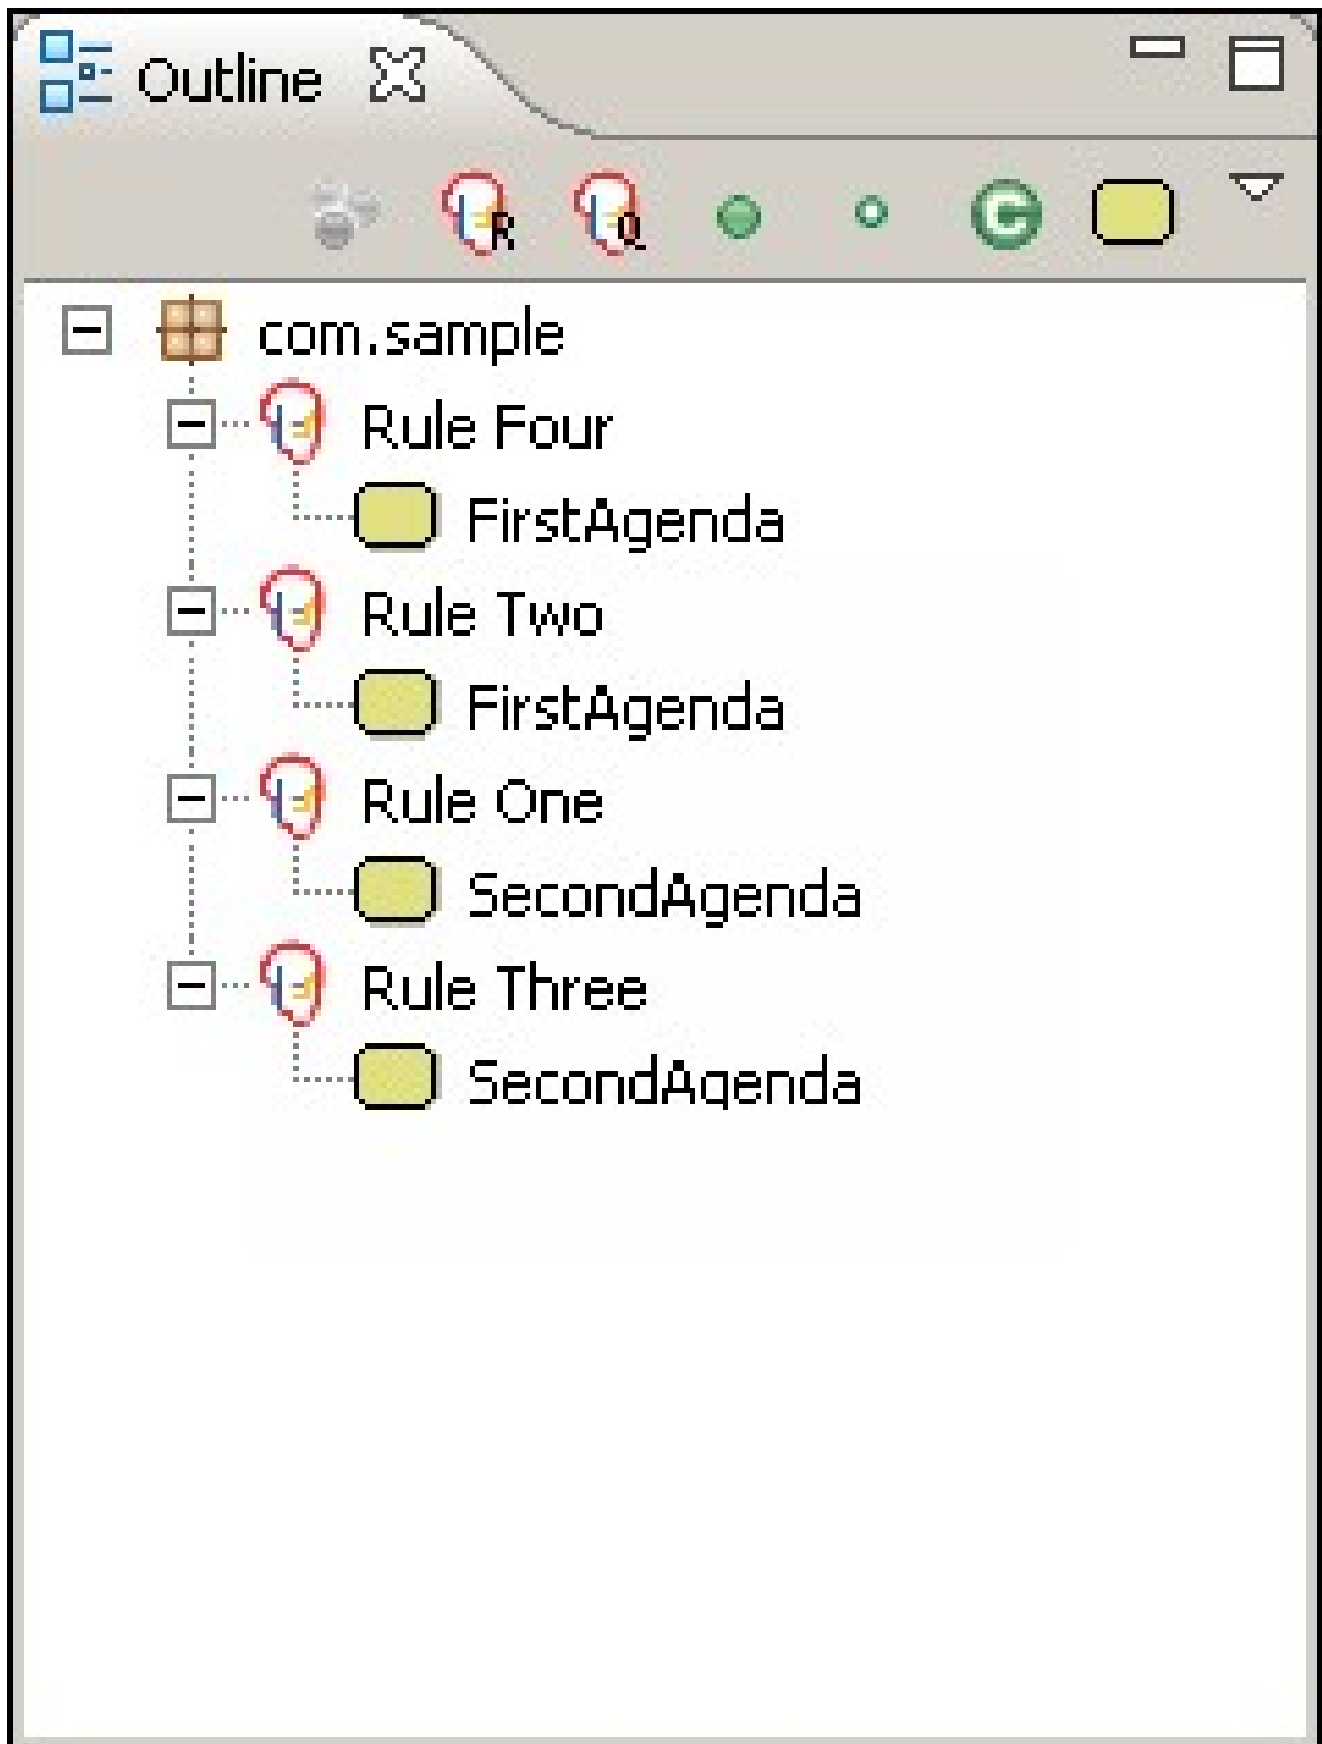 Outline
R Q C
com.sample
Rule Four
FirstAgenda
Rule Two
FirstAgenda
Rule One
SecondAgenda
Rule Three
SecondAgenda